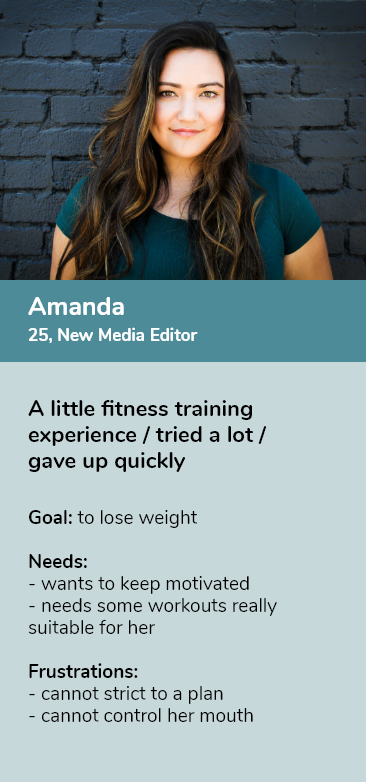 Amanda
25, New Media Editor
A little fitness training
experience / tried a lot /
gave up quickly
Goal: to lose weight
Needs:
- wants to keep motivated
- needs some workouts really
suitable for her
Frustrations:
- cannot strict to a plan
- cannot control her mouth